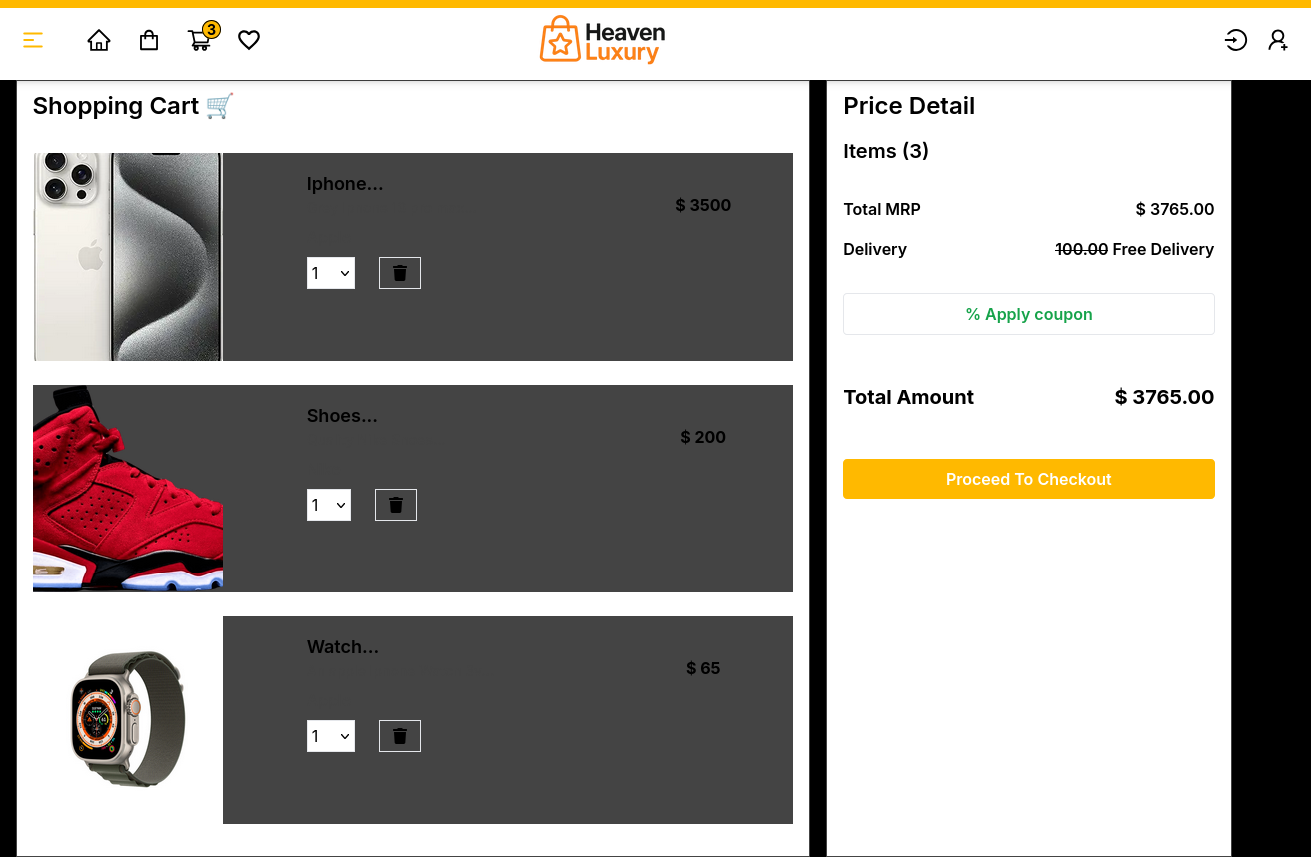 3
Heaven
Luxury
Shopping Cart 🛒
Iphone...
$ 3500
1
Shoes...
$ 200
1
Watch...
$ 65
1
Price Detail
Items (3)
Total MRP $ 3765.00
Delivery 100.00 Free Delivery
% Apply coupon
Total Amount $ 3765.00
Proceed To Checkout